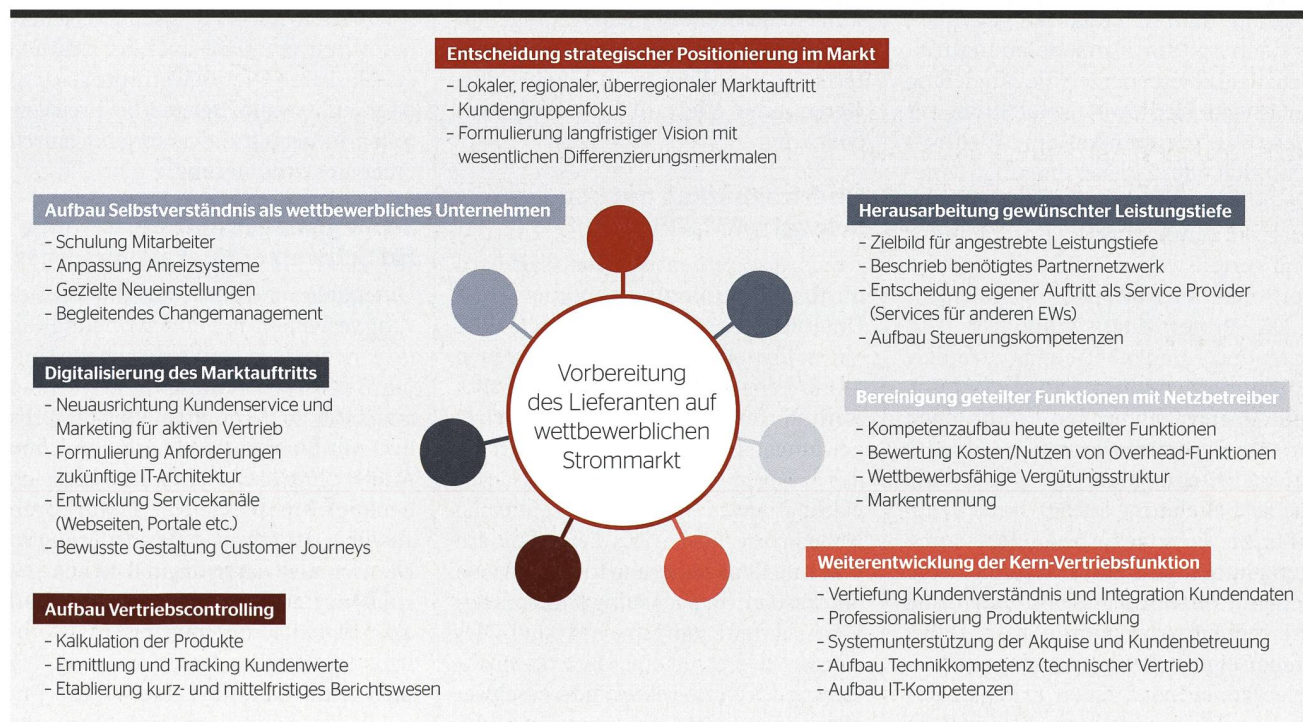 Entscheidung strategischer Positionierung im Markt
– Lokaler, regionaler, überregionaler Marktauftritt
– Kundengruppenfokus
– Formulierung langfristiger Vision mit
wesentlichen Differenzierungsmerkmalen
Aufbau Selbstverständnis als wettbewerbliches Unternehmen
– Schulung Mitarbeiter
– Anpassung Anreizsysteme
– Gezielte Neueinstellungen
– Begleitendes Changemanagement
Herausarbeitung gewünschter Leistungstiefe
– Zielbild für angestrebte Leistungstiefe
– Beschrieb benötigtes Partnernetzwerk
– Entscheidung eigener Auftritt als Service Provider
(Services für anderen EWs)
– Aufbau Steuerungskompetenzen
Digitalisierung des Marktauftritts
– Neuausrichtung Kundenservice und
Marketing für aktiven Vertrieb
– Formulierung Anforderungen
zukünftige IT-Architektur
– Entwicklung Servicekanäle
(Webseiten, Portale etc.)
– Bewusste Gestaltung Customer Journeys
Vorbereitung
des Lieferanten auf
wettbewerblichen
Strommarkt
Bereinigung geteilter Funktionen mit Netzbetreiber
– Kompetenzaufbau heute geteilter Funktionen
– Bewertung Kosten/Nutzen von Overhead-Funktionen
– Wettbewerbsfähige Vergütungsstruktur
– Markentrennung
Aufbau Vertriebscontrolling
– Kalkulation der Produkte
– Ermittlung und Tracking Kundenwerte
– Etablierung kurz- und mittelfristiges Berichtswesen
Weiterentwicklung der Kern-Vertriebsfunktion
– Vertiefung Kundenverständnis und Integration Kundendaten
– Professionalisierung Produktentwicklung
– Systemunterstützung der Akquise und Kundenbetreuung
– Aufbau Technikkompetenz (technischer Vertrieb)
– Aufbau IT-Kompetenzen